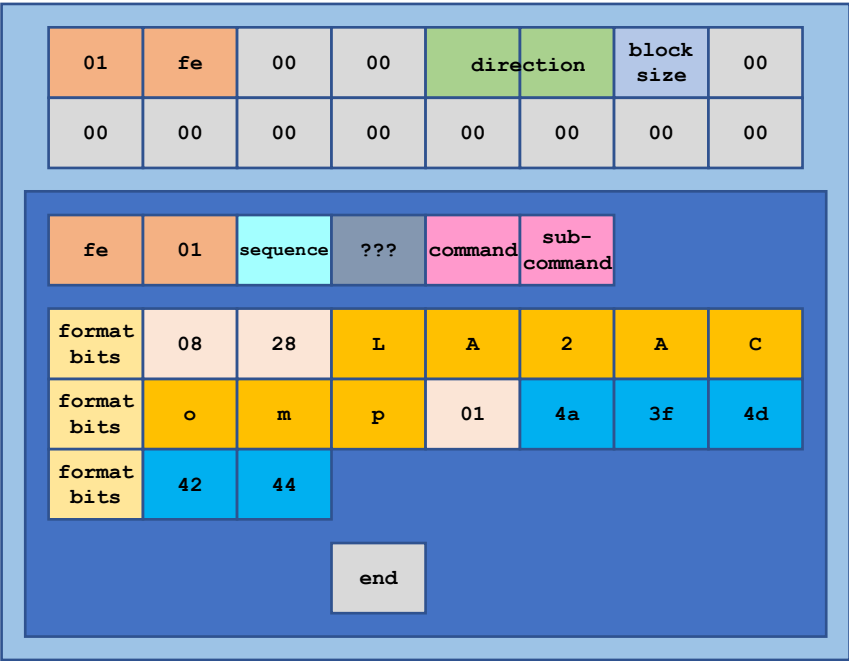 01 fe 00 00 direction block size 00
00 00 00 00 00 00 00 00
fe 01 sequence ??? command sub-command
format bits 08 28 L A 2 A C
format bits o m p 01 4a 3f 4d
format bits 42 44
end